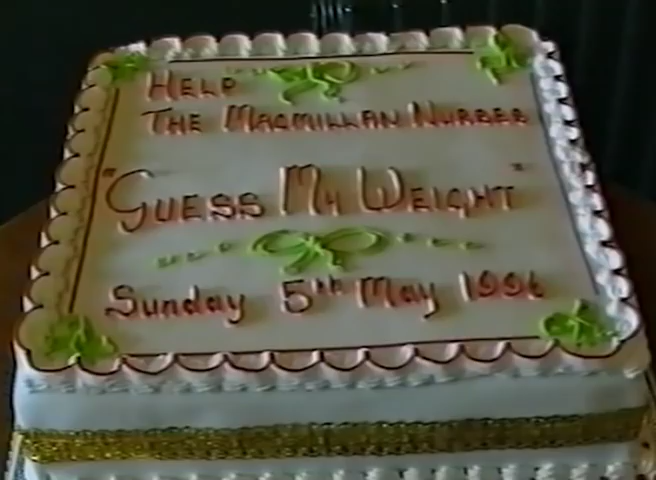 HELP
THE MACMILLAN NURSES
"GUESS MY WEIGHT"
Sunday 5th May 1996